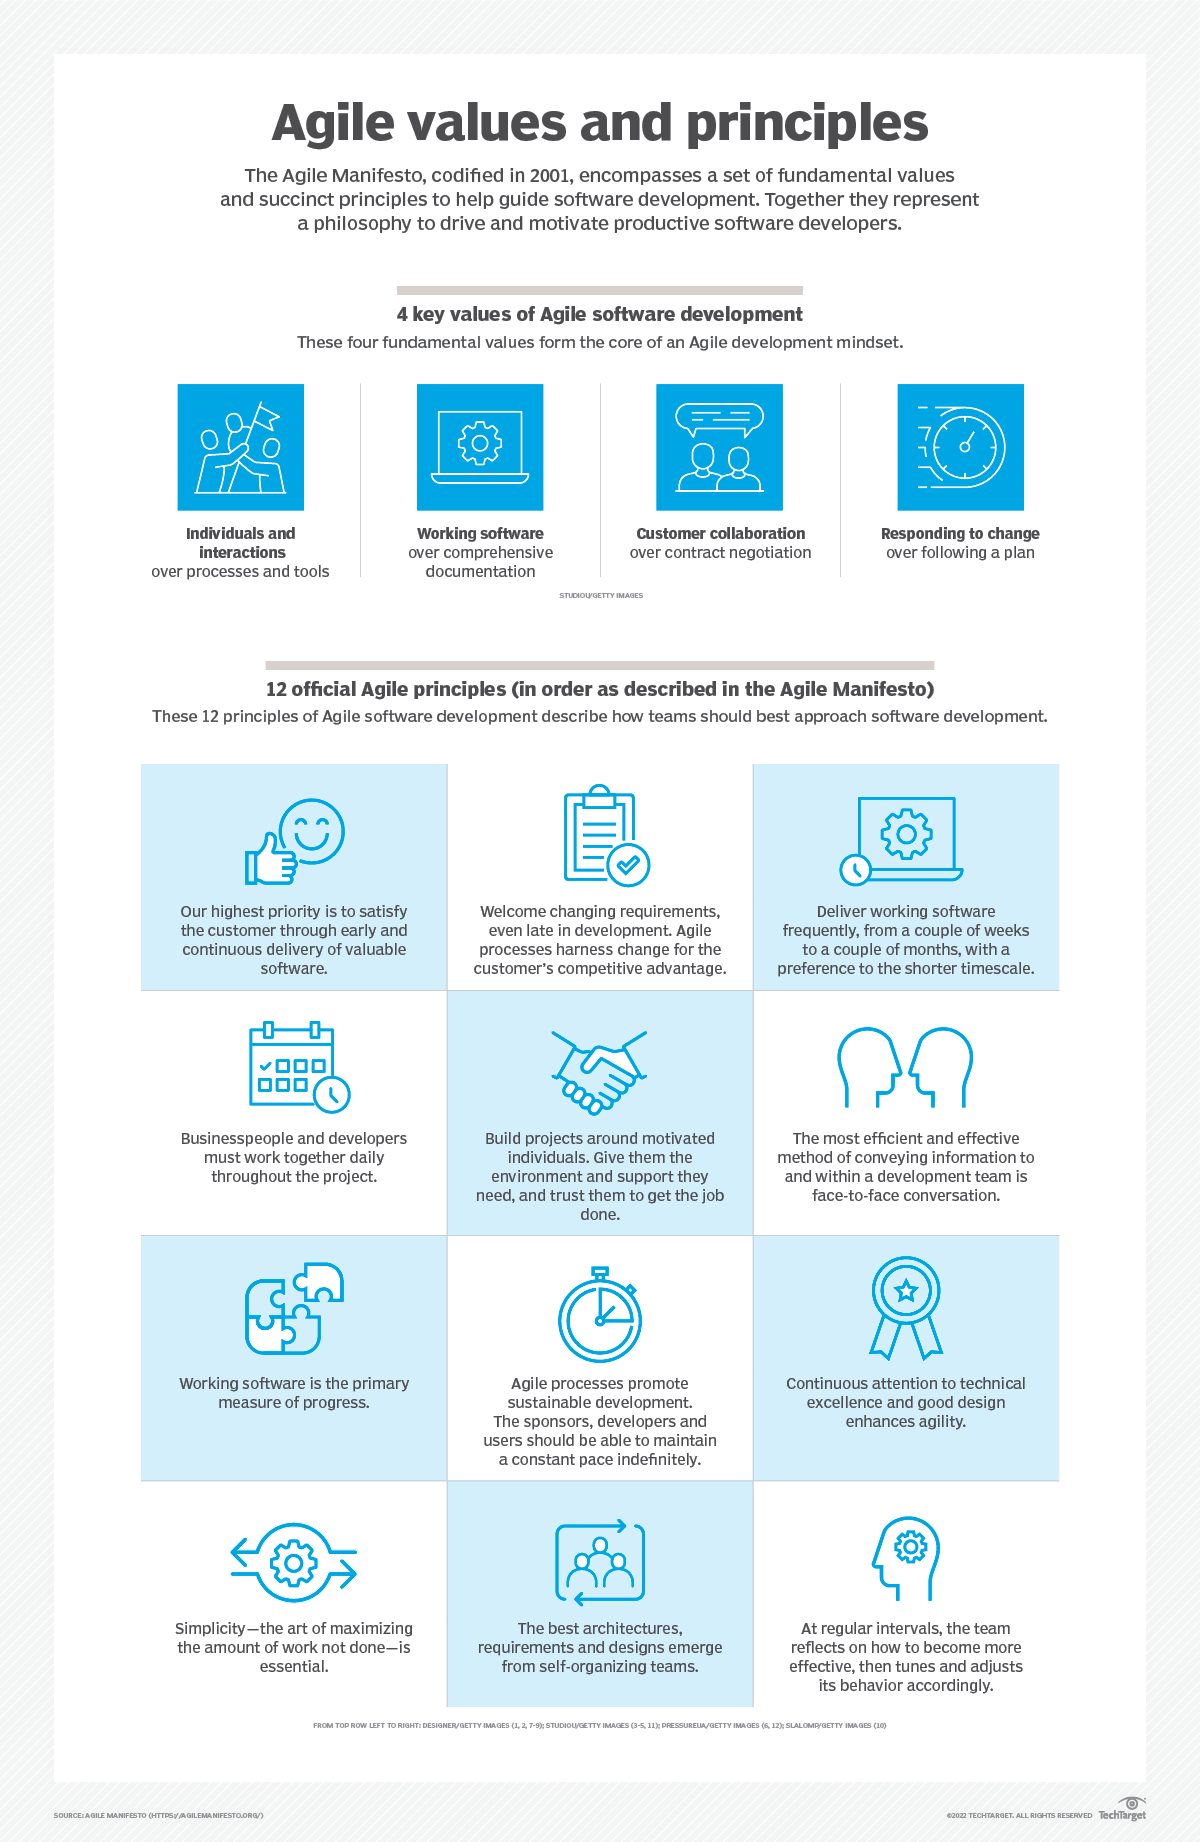 Agile values and principles
The Agile Manifesto, codified in 2001, encompasses a set of fundamental values
and succinct principles to help guide software development. Together they represent
a philosophy to drive and motivate productive software developers.
4 key values of Agile software development
These four fundamental values form the core of an Agile development mindset.
Individuals and
interactions
over processes and tools
Working software
over comprehensive
documentation
Customer collaboration
over contract negotiation
Responding to change
over following a plan
STUDIOU/GETTY IMAGES
12 official Agile principles (in order as described in the Agile Manifesto)
These 12 principles of Agile software development describe how teams should best approach software development.
Our highest priority is to satisfy
the customer through early and
continuous delivery of valuable
software.
Welcome changing requirements,
even late in development. Agile
processes harness change for the
customer's competitive advantage.
Deliver working software
frequently, from a couple of weeks
to a couple of months, with a
preference to the shorter timescale.
Businesspeople and developers
must work together daily
throughout the project.
Build projects around motivated
individuals. Give them the
environment and support they
need, and trust them to get the job
done.
The most efficient and effective
method of conveying information to
and within a development team is
face-to-face conversation.
Working software is the primary
measure of progress.
Agile processes promote
sustainable development.
The sponsors, developers and
users should be able to maintain
a constant pace indefinitely.
Continuous attention to technical
excellence and good design
enhances agility.
Simplicity—the art of maximizing
the amount of work not done—is
essential.
The best architectures,
requirements and designs emerge
from self-organizing teams.
At regular intervals, the team
reflects on how to become more
effective, then tunes and adjusts
its behavior accordingly.
FROM TOP ROW LEFT TO RIGHT: DESIGNER/GETTY IMAGES (1, 2, 7-9); STUDIOU/GETTY IMAGES (3-5, 11); PRESSUREUA/GETTY IMAGES (6, 12); SLALOMP/GETTY IMAGES (10)
SOURCE: AGILE MANIFESTO (HTTPS://AGILEMANIFESTO.ORG/)
©2022 TECHTARGET. ALL RIGHTS RESERVED TechTarget